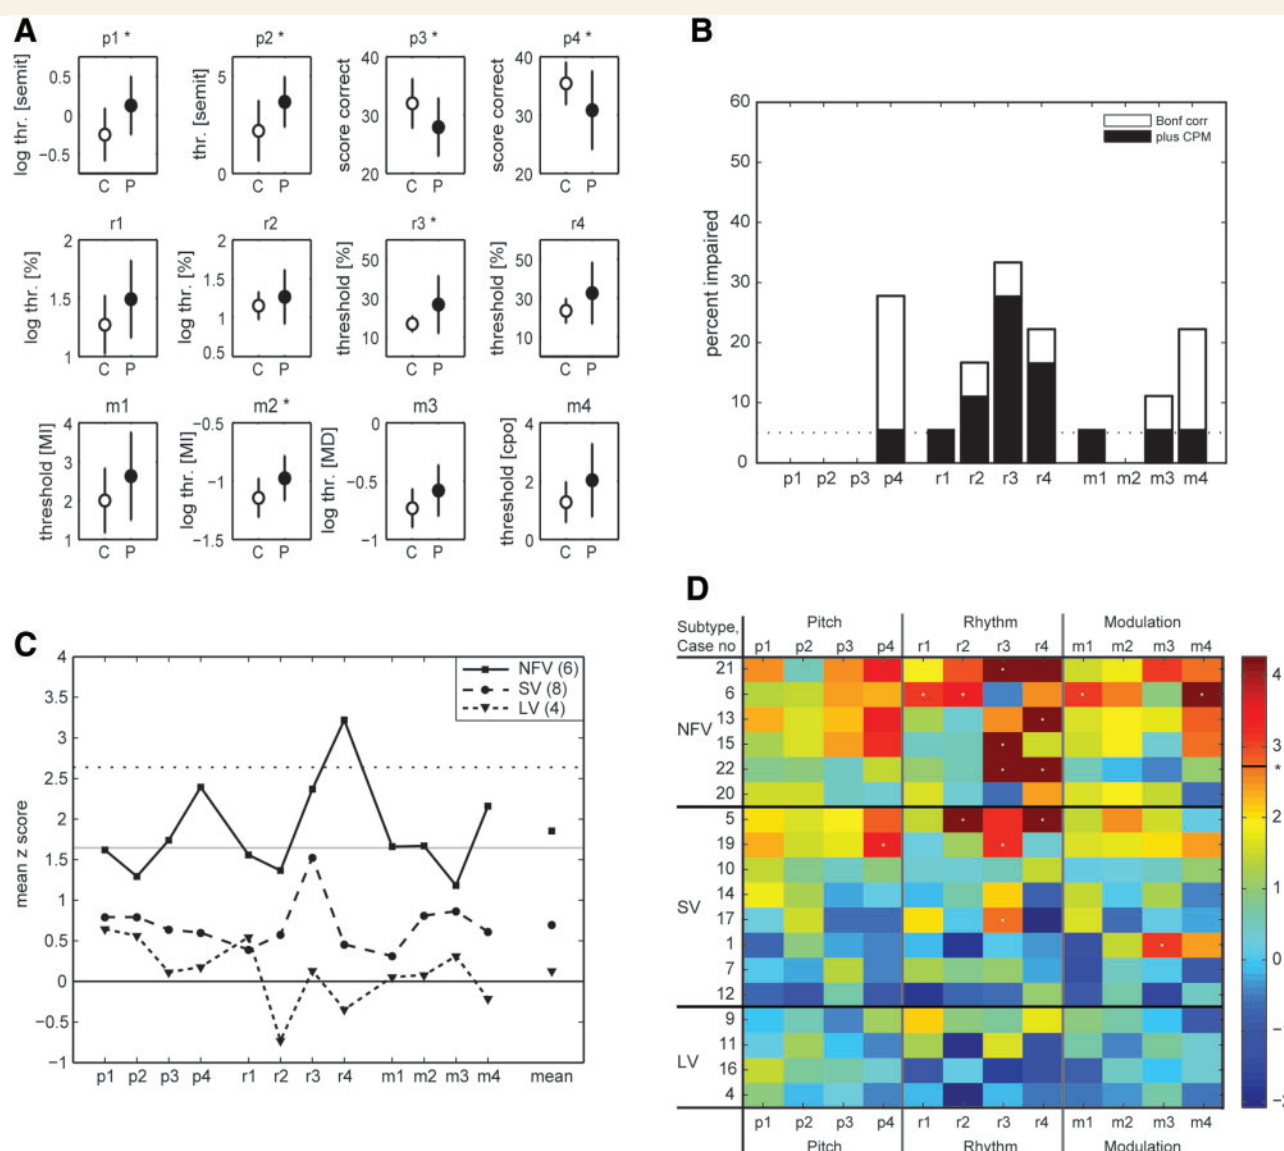 A
p1 *
p2 *
p3 *
p4 *
log thr. [semit]
0.5
0
−0.5
C P
thr. [semit]
5
0
C P
score correct
40
30
20
C P
score correct
40
30
20
C P
r1
r2
r3 *
r4
log thr. [%]
2
1.5
1
C P
log thr. [%]
2
1.5
1
0.5
C P
threshold [%]
50
30
10
C P
threshold [%]
50
30
10
C P
m1
m2 *
m3
m4
threshold [MI]
4
3
2
1
C P
log thr. [MI]
−0.5
−1
−1.5
C P
log thr. [MD]
0
−0.5
−1
C P
threshold [cpo]
4
2
0
C P
B
percent impaired
60
50
40
30
20
10
0
Bonf corr
plus CPM
p1 p2 p3 p4 r1 r2 r3 r4 m1 m2 m3 m4
C
mean z score
4
3.5
3
2.5
2
1.5
1
0.5
0
−0.5
−1
NFV (6)
SV (8)
LV (4)
p1 p2 p3 p4 r1 r2 r3 r4 m1 m2 m3 m4 mean
D
Subtype,
Case no
Pitch Rhythm Modulation
p1 p2 p3 p4 r1 r2 r3 r4 m1 m2 m3 m4
NFV
21
6
13
15
22
20
SV
5
19
10
14
17
1
7
12
LV
9
11
16
4
p1 p2 p3 p4 r1 r2 r3 r4 m1 m2 m3 m4
Pitch Rhythm Modulation
4
3
*
2
1
0